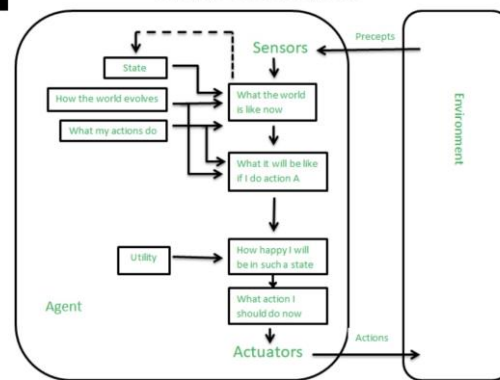 Sensors
Precepts
State
How the world evolves
What my actions do
What the world
is like now
What it will be like
if I do action A
Utility
How happy I will
be in such a state
What action I
should do now
Agent
Actuators
Actions
Environment